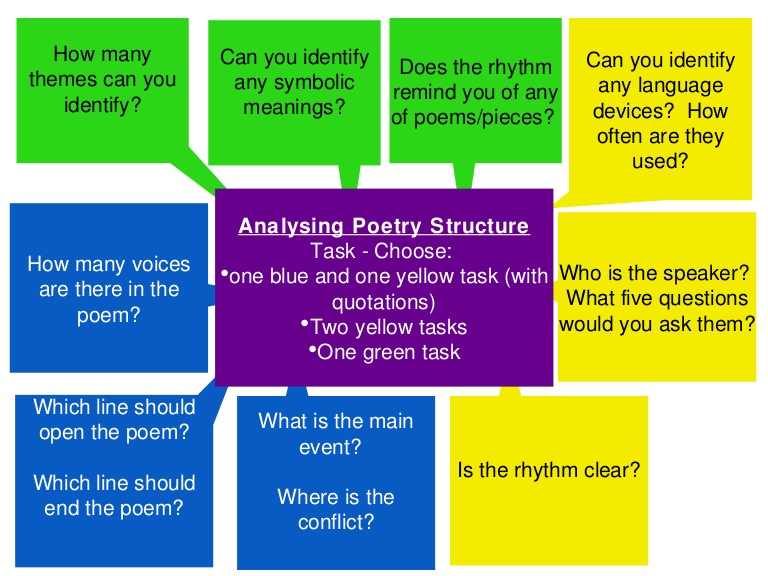 How many
themes can you
identify?
Can you identify
any symbolic
meanings?
Does the rhythm
remind you of any
of poems/pieces?
Can you identify
any language
devices?  How
often are they
used?
How many voices
are there in the
poem?
Analysing Poetry Structure
Task - Choose:
•one blue and one yellow task (with
quotations)
•Two yellow tasks
•One green task
Who is the speaker?
What five questions
would you ask them?
Which line should
open the poem?
Which line should
end the poem?
What is the main
event?
Where is the
conflict?
Is the rhythm clear?